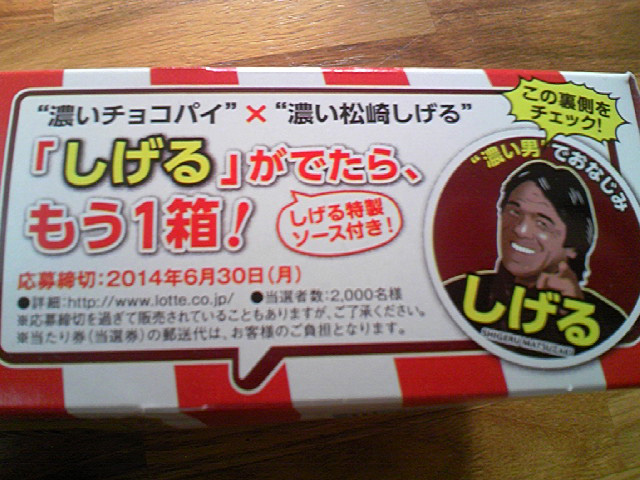 “濃いチョコパイ”×“濃い松崎しげる”
「しげる」がでたら、
もう1箱!
しげる特製
ソース付き!
応募締切:2014年6月30日(月)
●詳細:http://www.lotte.co.jp/ ●当選者数:2,000名様
※応募締切を過ぎて販売されていることもありますが、ご了承ください。
※当たり券(当選券)の郵送代は、お客様のご負担となります。
この裏側を
チェック!
“濃い男”でおなじみ
しげる
SHIGERU MATSUZAKI